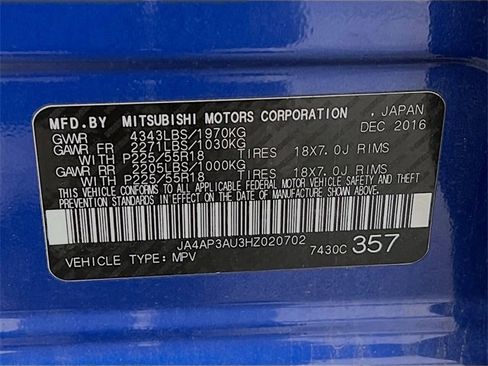 MFD.BY MITSUBISHI MOTORS CORPORATION , JAPAN
GVWR 4343LBS/1970KG DEC 2016
GAWR FR 2271LBS/1030KG
WITH P225/55R18 TIRES 18X7.0J RIMS
GAWR RR 2205LBS/1000KG
WITH P225/55R18 TIRES 18X7.0J RIMS
THIS VEHICLE CONFORMS TO ALL APPLICABLE FEDERAL MOTOR VEHICLE SAFETY AND THEFT
PREVENTION STANDARDS IN EFFECT ON THE DATE OF MANUFACTURE SHOWN ABOVE.
JA4AP3AU3HZ020702
VEHICLE TYPE: MPV 7430C 357